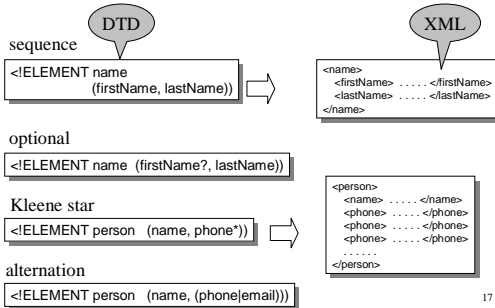 DTD
XML
sequence
<!ELEMENT name
(firstName, lastName))
<name>
<firstName> . . . . . </firstName>
<lastName> . . . . . </lastName>
</name>
optional
<!ELEMENT name (firstName?, lastName))
Kleene star
<!ELEMENT person (name, phone*))
<person>
<name> . . . . . </name>
<phone> . . . . . </phone>
<phone> . . . . . </phone>
<phone> . . . . . </phone>
. . . . . .
</person>
alternation
<!ELEMENT person (name, (phone|email)))
17